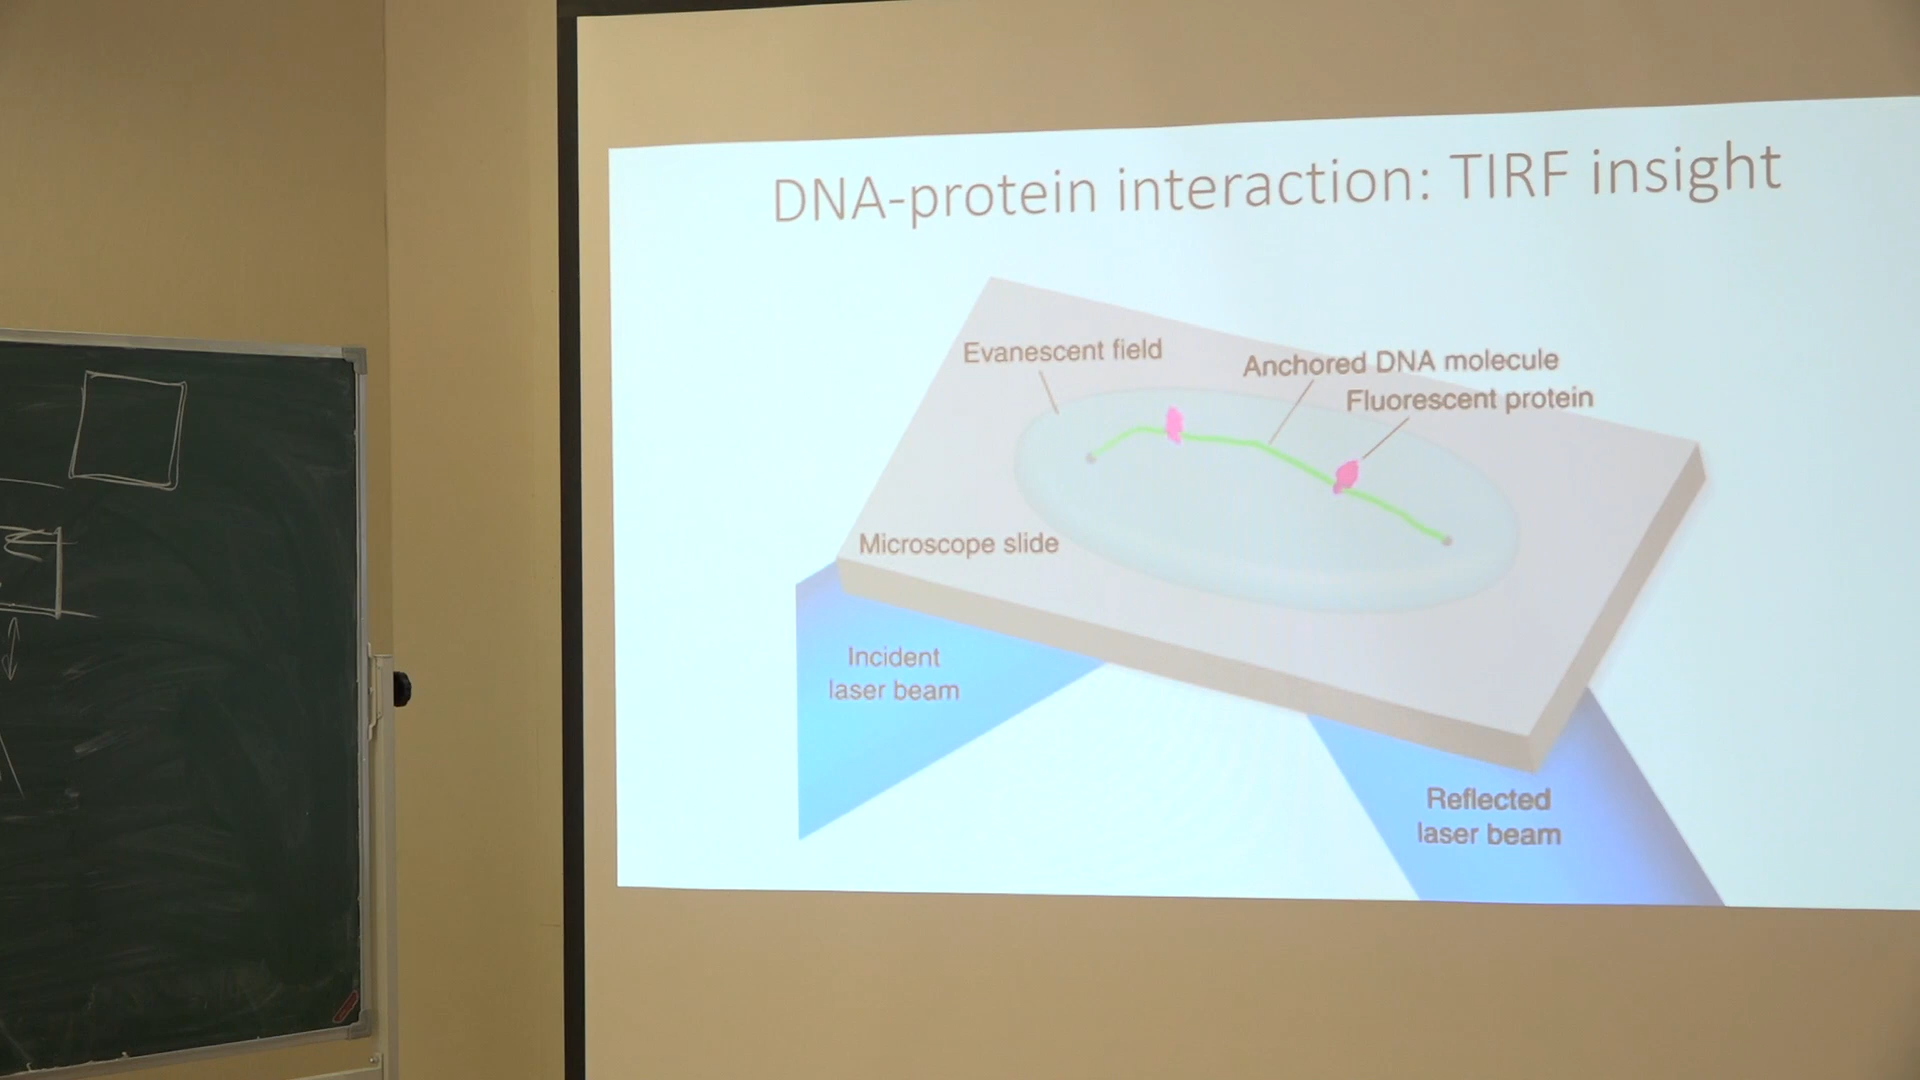 DNA-protein interaction: TIRF insight
Evanescent field
Anchored DNA molecule
Fluorescent protein
Microscope slide
Incident
laser beam
Reflected
laser beam